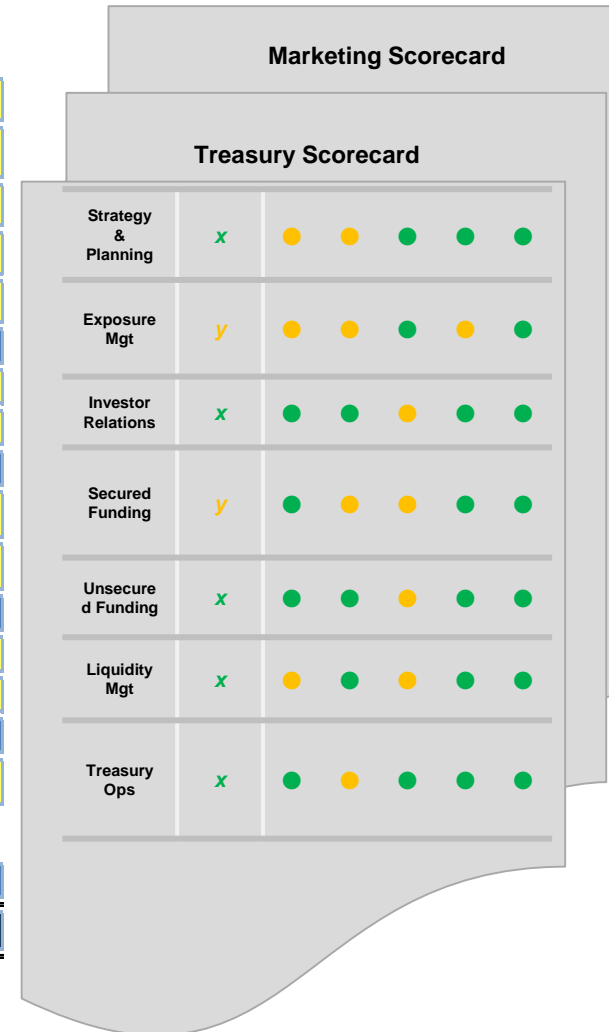 Marketing Scorecard
Treasury Scorecard
Strategy
&
Planning
x
Exposure
Mgt
y
Investor
Relations
x
Secured
Funding
y
Unsecure
d Funding
x
Liquidity
Mgt
x
Treasury
Ops
x